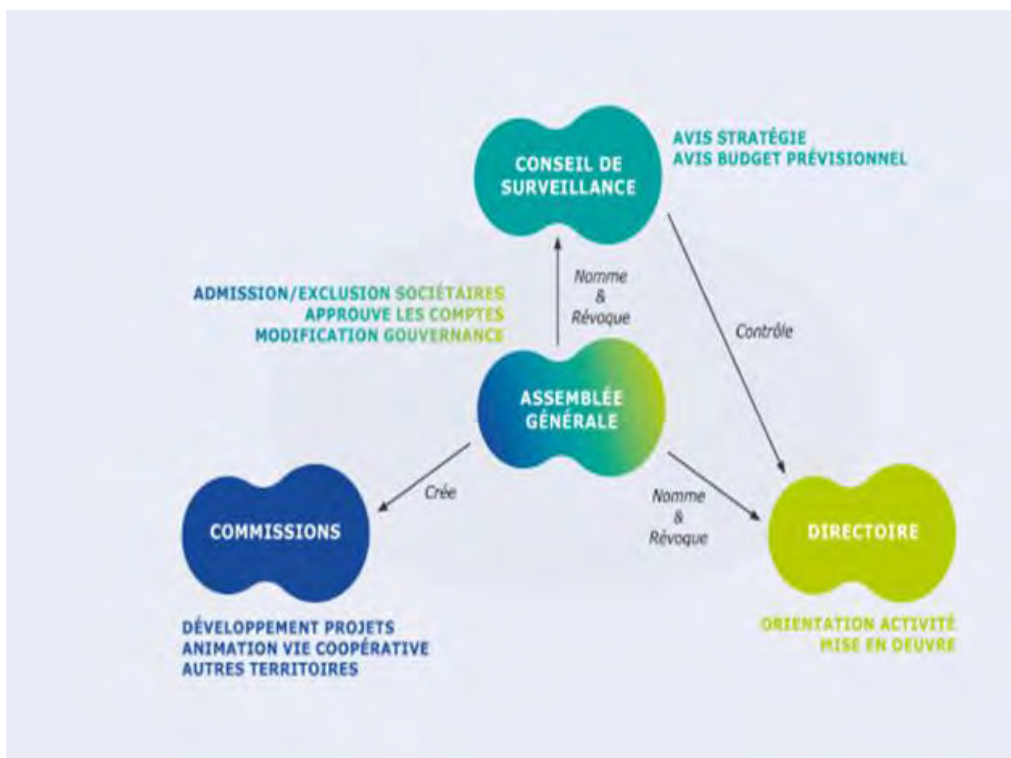 CONSEIL DE
SURVEILLANCE
AVIS STRATÉGIE
AVIS BUDGET PRÉVISIONNEL
Nomme
&
Révoque
ADMISSION/EXCLUSION SOCIÉTAIRES
APPROUVE LES COMPTES
MODIFICATION GOUVERNANCE
Contrôle
ASSEMBLÉE
GÉNÉRALE
Crée
Nomme
&
Révoque
COMMISSIONS
DIRECTOIRE
DÉVELOPPEMENT PROJETS
ANIMATION VIE COOPÉRATIVE
AUTRES TERRITOIRES
ORIENTATION ACTIVITÉ
MISE EN OEUVRE